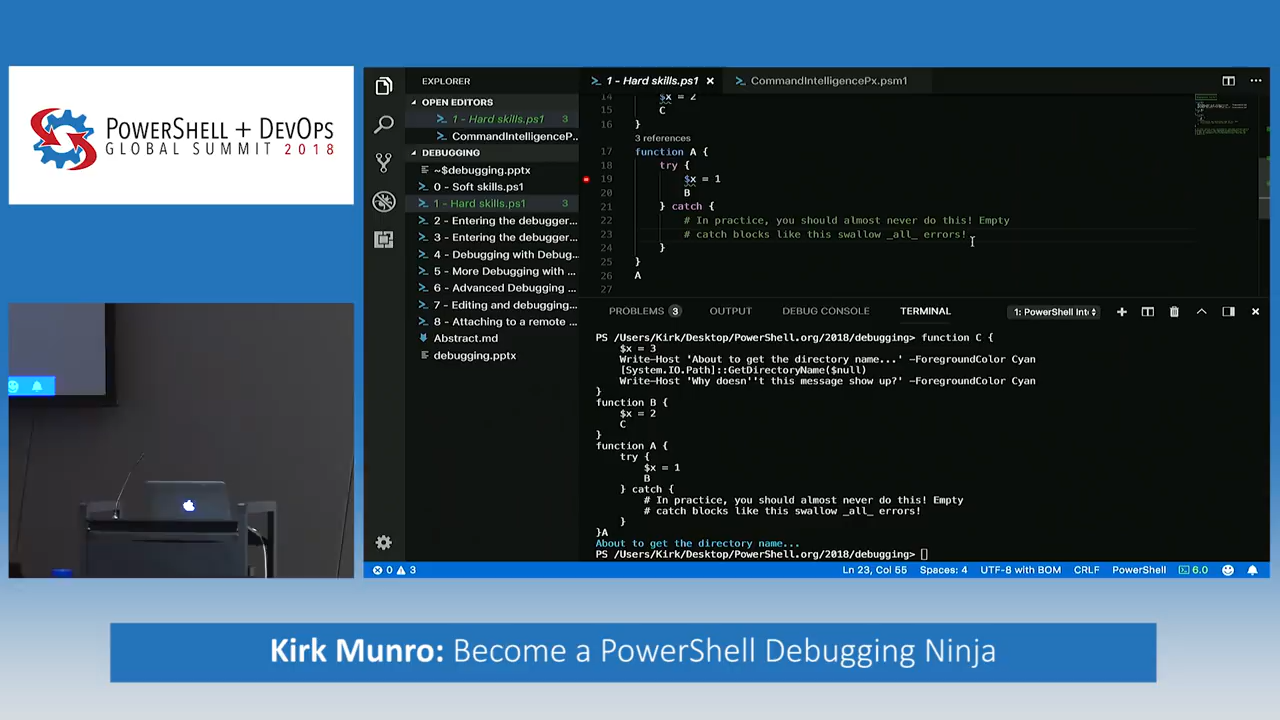 POWERSHELL + DEVOPS
GLOBAL SUMMIT 2018
EXPLORER
OPEN EDITORS
1 - Hard skills.ps1 3
CommandIntelligenceP...
DEBUGGING
~$debugging.pptx
0 - Soft skills.ps1
1 - Hard skills.ps1 3
2 - Entering the debugger...
3 - Entering the debugger...
4 - Debugging with Debug...
5 - More Debugging with ...
6 - Advanced Debugging ...
7 - Editing and debugging...
8 - Attaching to a remote ...
Abstract.md
debugging.pptx
1 - Hard skills.ps1
CommandIntelligencePx.psm1
14 $x = 2
15 C
16 }
3 references
17 function A {
18 try {
19 $x = 1
20 B
21 } catch {
22 # In practice, you should almost never do this! Empty
23 # catch blocks like this swallow _all_ errors!
24 }
25 }
26 A
27
PROBLEMS 3 OUTPUT DEBUG CONSOLE TERMINAL 1: PowerShell Inte
PS /Users/Kirk/Desktop/PowerShell.org/2018/debugging> function C {
$x = 3
Write-Host 'About to get the directory name...' -ForegroundColor Cyan
[System.IO.Path]::GetDirectoryName($null)
Write-Host 'Why doesn''t this message show up?' -ForegroundColor Cyan
}
function B {
$x = 2
C
}
function A {
try {
$x = 1
B
} catch {
# In practice, you should almost never do this! Empty
# catch blocks like this swallow _all_ errors!
}
}A
About to get the directory name...
PS /Users/Kirk/Desktop/PowerShell.org/2018/debugging>
0 3 Ln 23, Col 55 Spaces: 4 UTF-8 with BOM CRLF PowerShell 6.0
Kirk Munro: Become a PowerShell Debugging Ninja